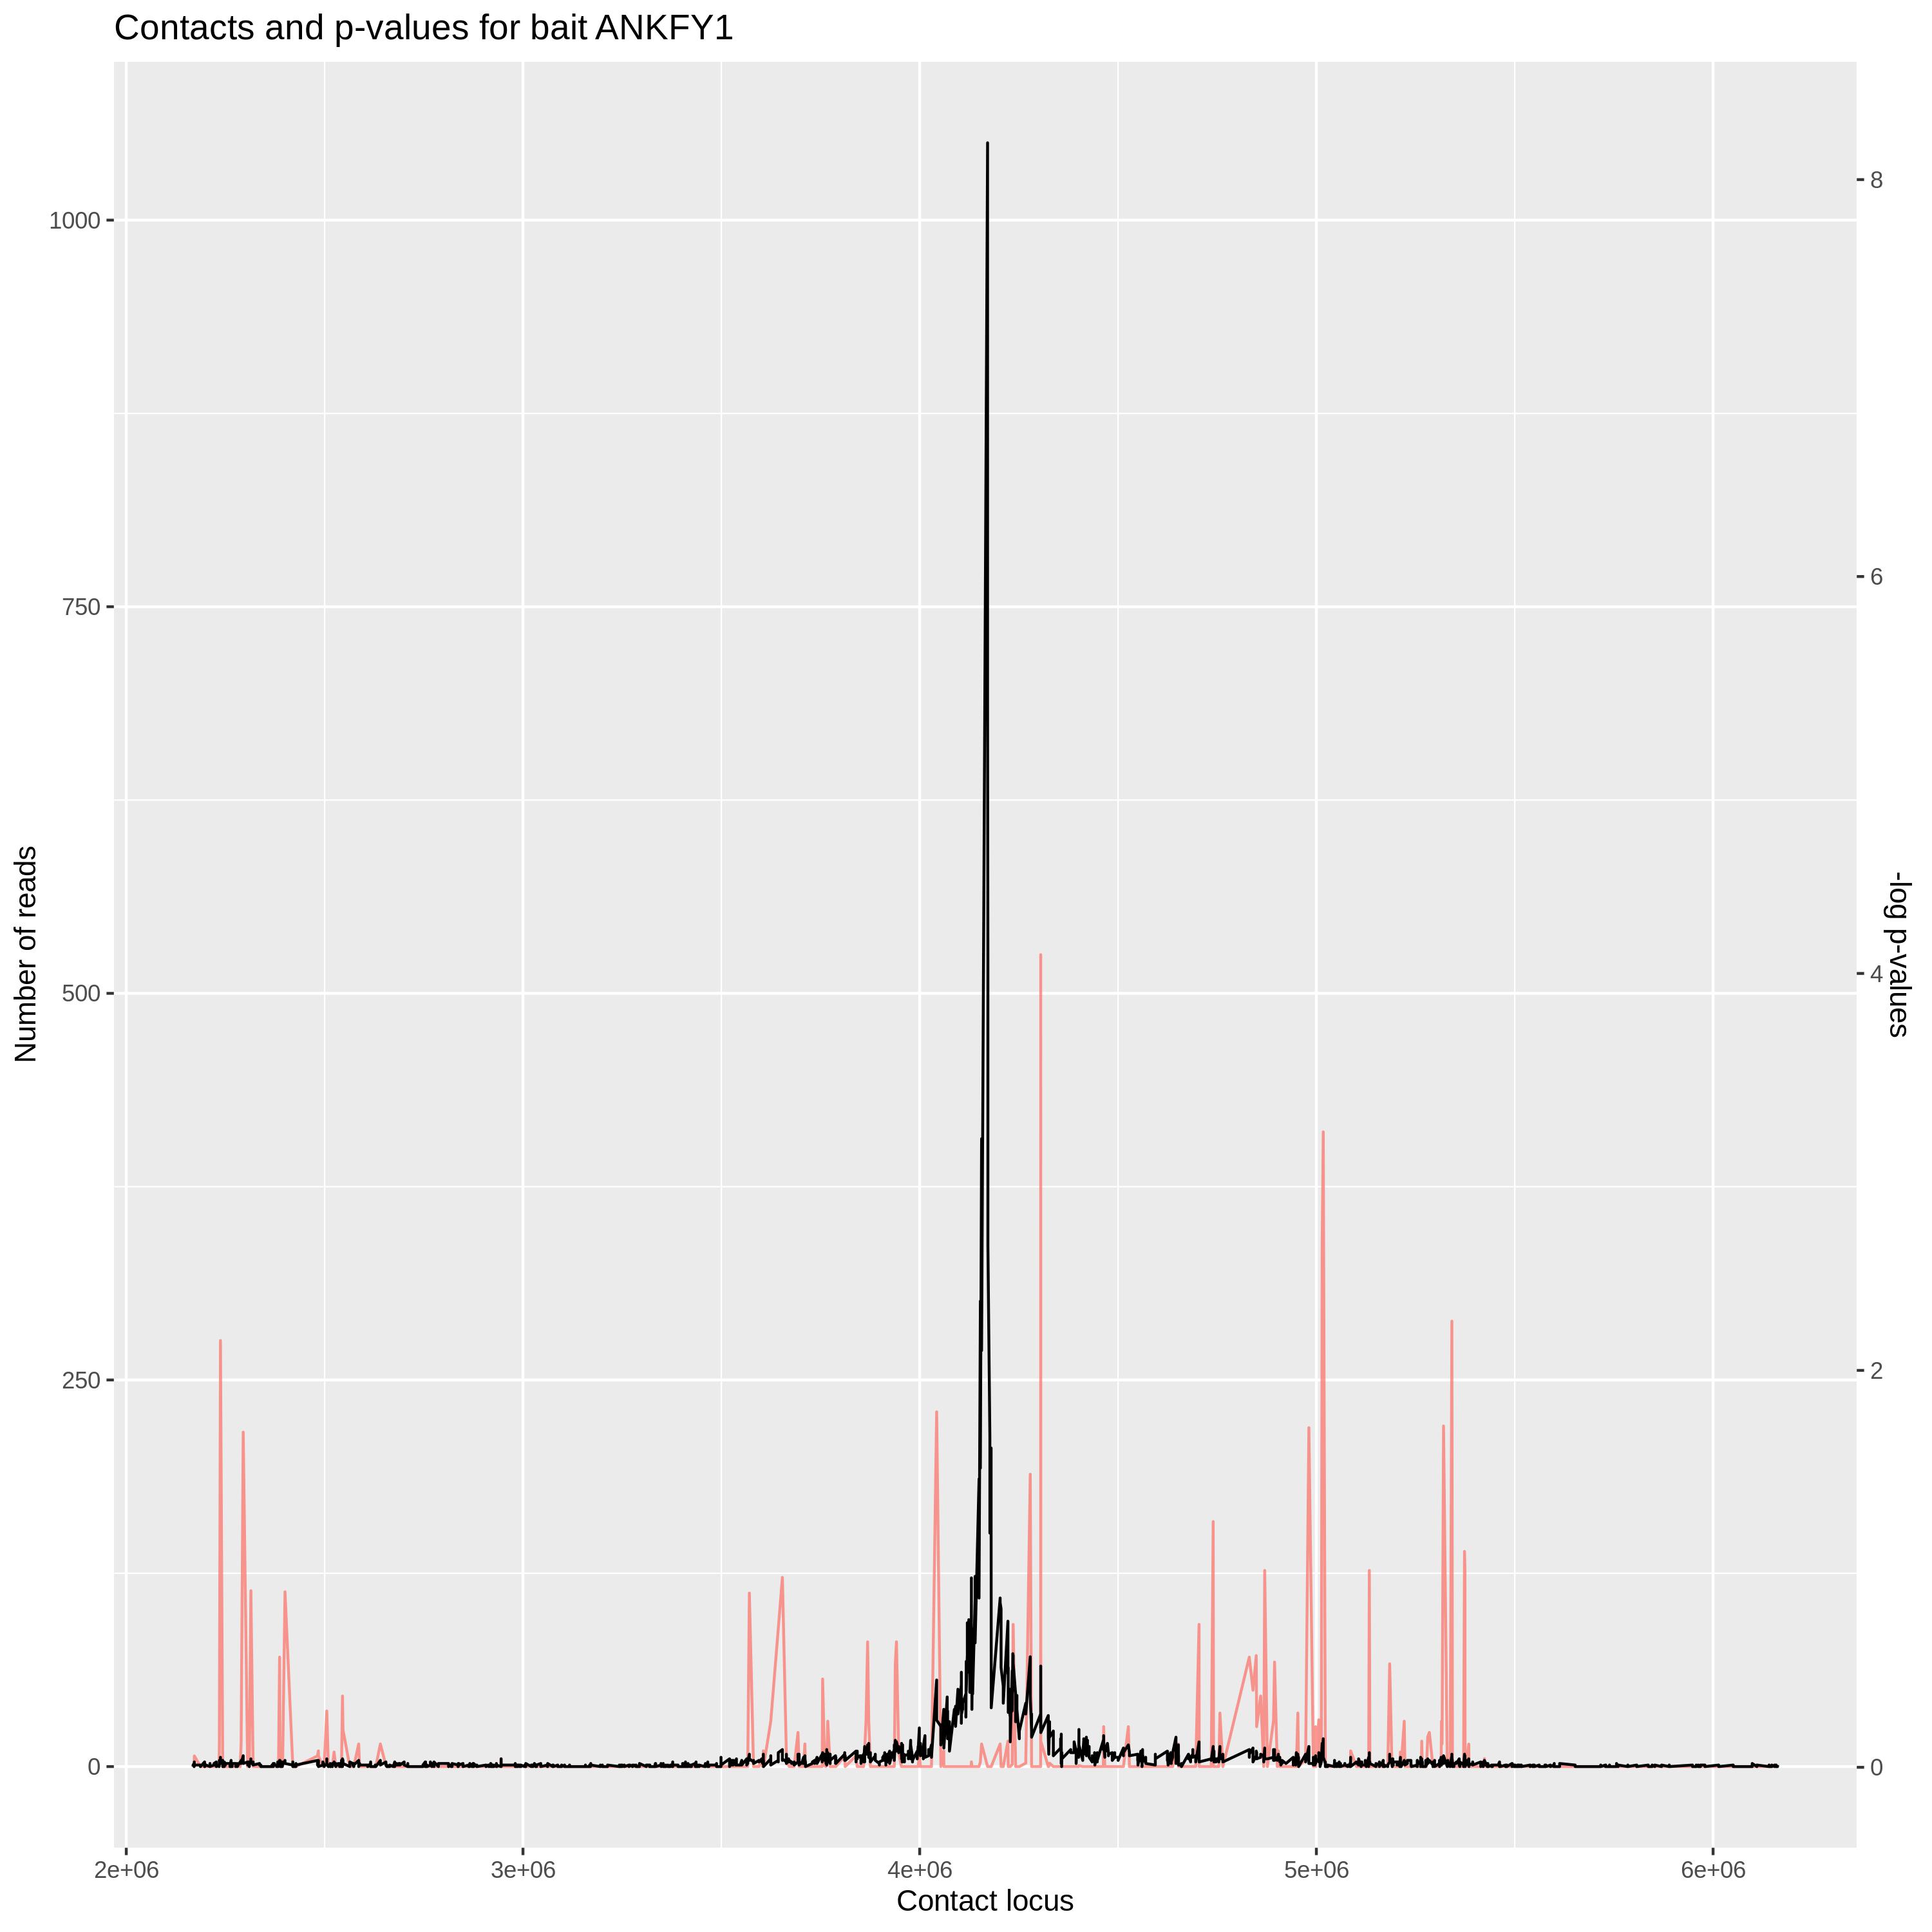 Contacts and p-values for bait ANKFY1
Number of reads
1000
750
500
250
0
8
6
4
2
0
-log p-values
2e+06
3e+06
4e+06
5e+06
6e+06
Contact locus